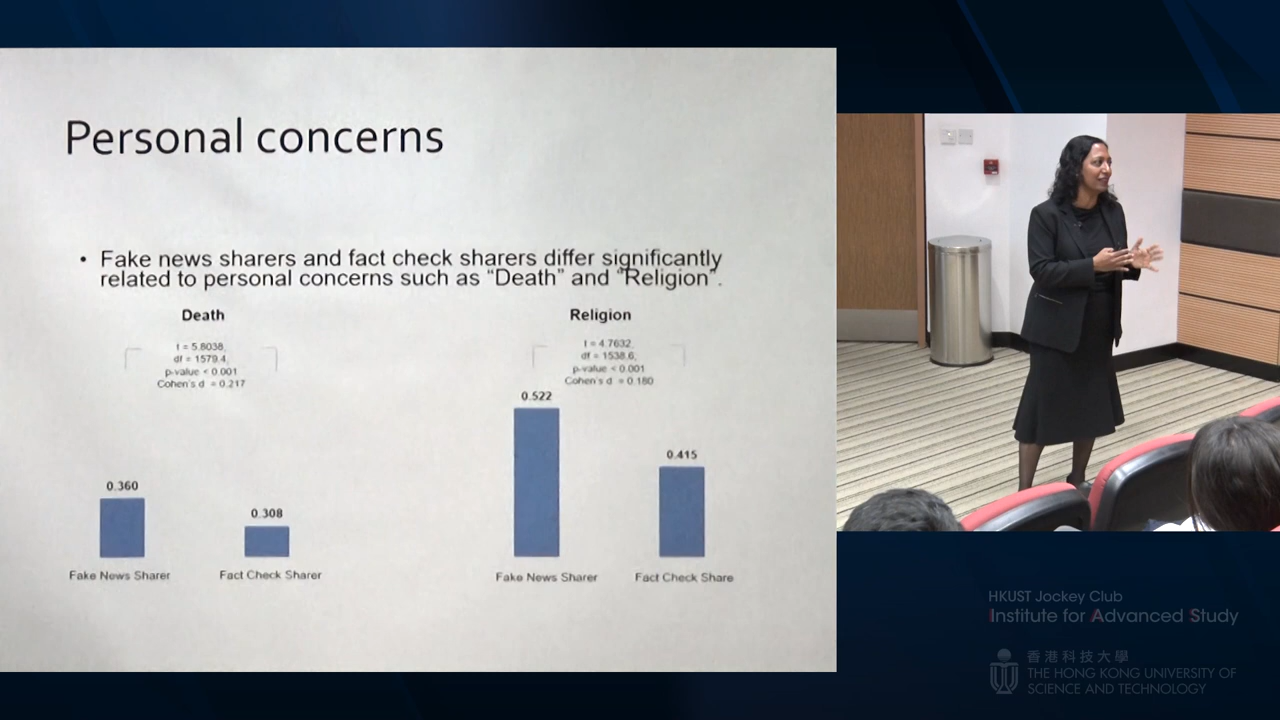 Personal concerns
• Fake news sharers and fact check sharers differ significantly
related to personal concerns such as “Death” and “Religion”.
Death
t = 5.8038,
df = 1579.4,
p-value < 0.001
Cohen's d = 0.217
0.360
0.308
Fake News Sharer
Fact Check Sharer
Religion
t = 4.7632,
df = 1538.6,
p-value < 0.001
Cohen's d = 0.180
0.522
0.415
Fake News Sharer
Fact Check Share
HKUST Jockey Club
Institute for Advanced Study
香港科技大學
THE HONG KONG UNIVERSITY OF
SCIENCE AND TECHNOLOGY